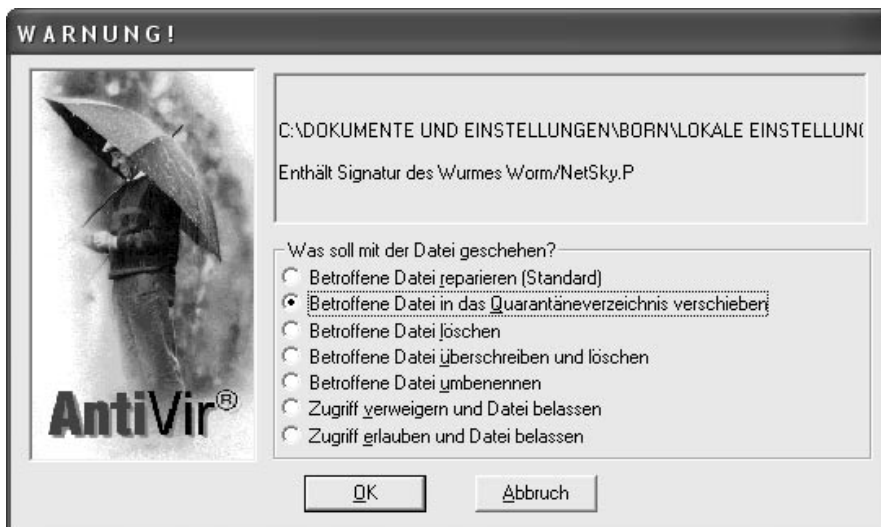 WARNUNG!
C:\DOKUMENTE UND EINSTELLUNGEN\BORN\LOKALE EINSTELLUNG
Enthält Signatur des Wurmes Worm/NetSky.P
Was soll mit der Datei geschehen?
Betroffene Datei reparieren (Standard)
Betroffene Datei in das Quarantäneverzeichnis verschieben
Betroffene Datei löschen
Betroffene Datei überschreiben und löschen
Betroffene Datei umbenennen
Zugriff verweigern und Datei belassen
Zugriff erlauben und Datei belassen
AntiVir®
OK
Abbruch